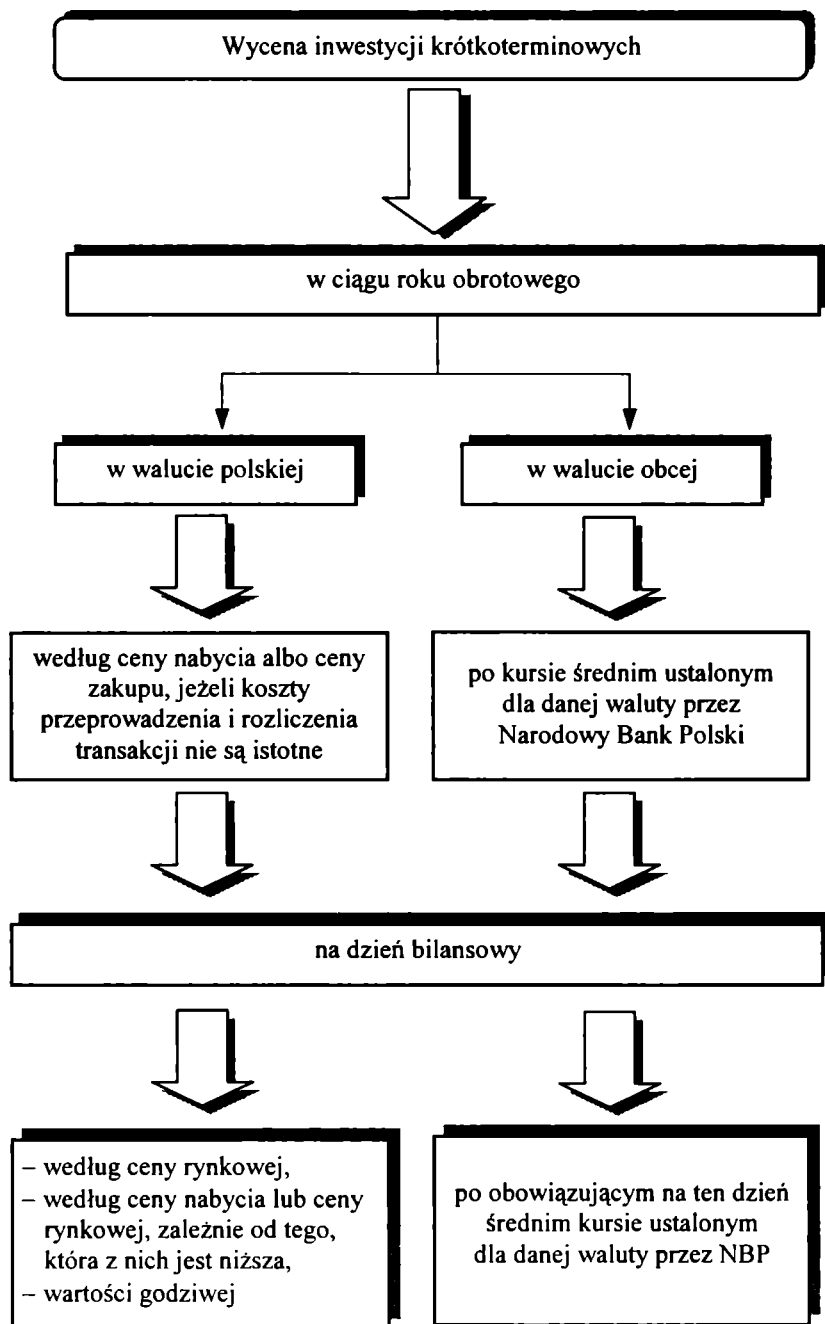 Wycena inwestycji krótkoterminowych
w ciągu roku obrotowego
w walucie polskiej
w walucie obcej
według ceny nabycia albo ceny
zakupu, jeżeli koszty
przeprowadzenia i rozliczenia
transakcji nie są istotne
po kursie średnim ustalonym
dla danej waluty przez
Narodowy Bank Polski
na dzień bilansowy
– według ceny rynkowej,
– według ceny nabycia lub ceny
rynkowej, zależnie od tego,
która z nich jest niższa,
– wartości godziwej
po obowiązującym na ten dzień
średnim kursie ustalonym
dla danej waluty przez NBP